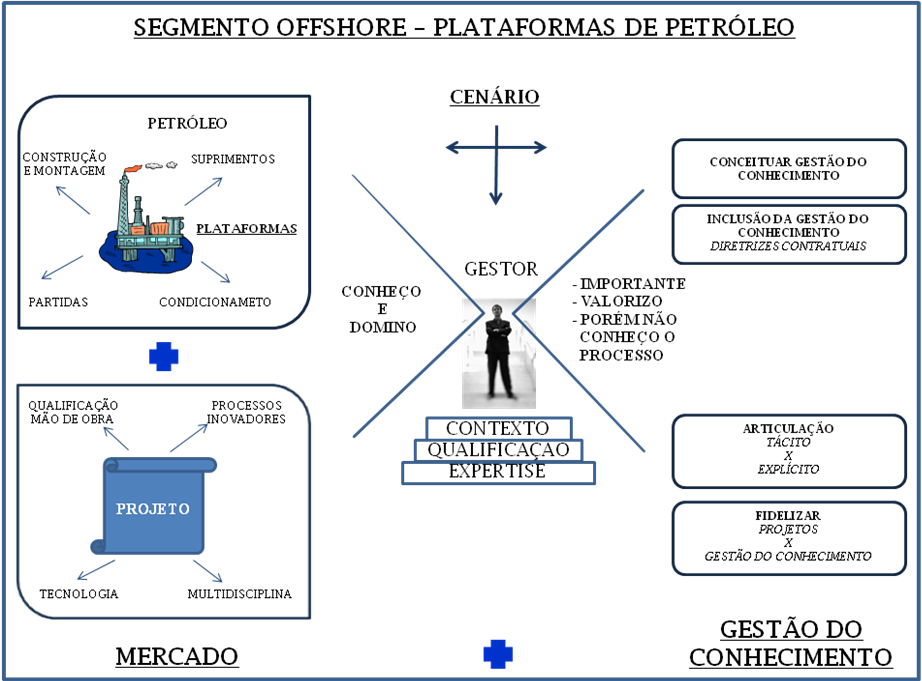 SEGMENTO OFFSHORE – PLATAFORMAS DE PETRÓLEO
CENÁRIO
PETRÓLEO
CONSTRUÇÃO
E MONTAGEM
SUPRIMENTOS
PLATAFORMAS
PARTIDAS
CONDICIONAMETO
QUALIFICAÇÃO
MÃO DE OBRA
PROCESSOS
INOVADORES
PROJETO
TECNOLOGIA
MULTIDISCIPLINA
MERCADO
CONHEÇO
E
DOMINO
GESTOR
- IMPORTANTE
- VALORIZO
- PORÉM NÃO
CONHEÇO O
PROCESSO
CONTEXTO
QUALIFICAÇAO
EXPERTISE
CONCEITUAR GESTÃO DO
CONHECIMENTO
INCLUSÃO DA GESTÃO DO
CONHECIMENTO
DIRETRIZES CONTRATUAIS
ARTICULAÇÃO
TÁCITO
X
EXPLÍCITO
FIDELIZAR
PROJETOS
X
GESTÃO DO CONHECIMENTO
GESTÃO DO
CONHECIMENTO